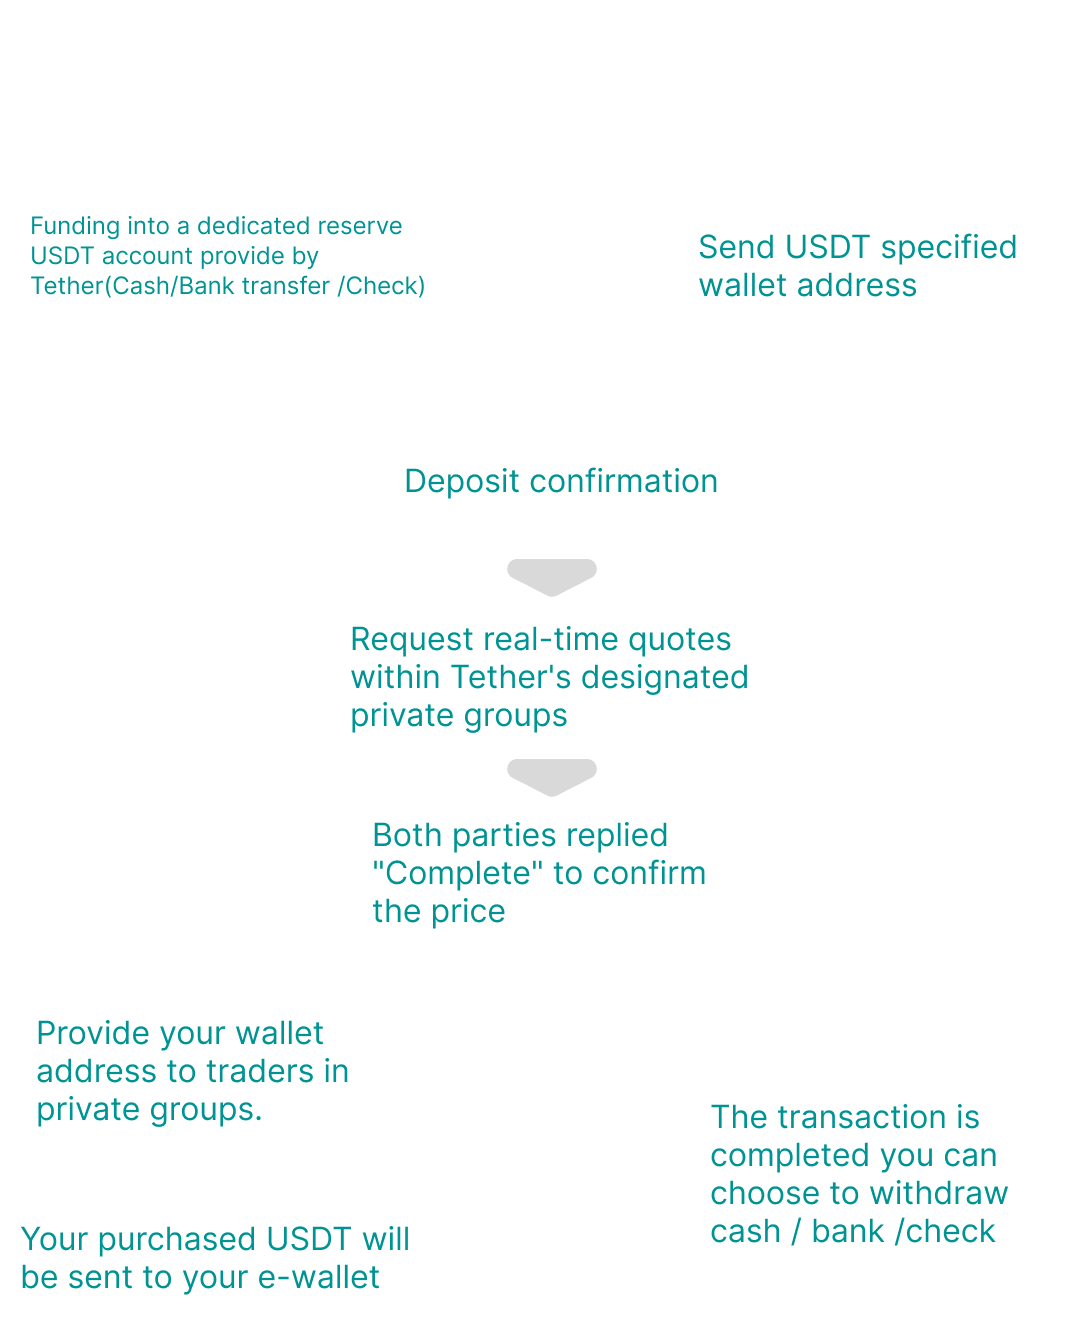 Funding into a dedicated reserve
USDT account provide by
Tether(Cash/Bank transfer /Check)
Send USDT specified
wallet address
Deposit confirmation
Request real-time quotes
within Tether's designated
private groups
Both parties replied
"Complete" to confirm
the price
Provide your wallet
address to traders in
private groups.
The transaction is
completed you can
choose to withdraw
cash / bank /check
Your purchased USDT will
be sent to your e-wallet